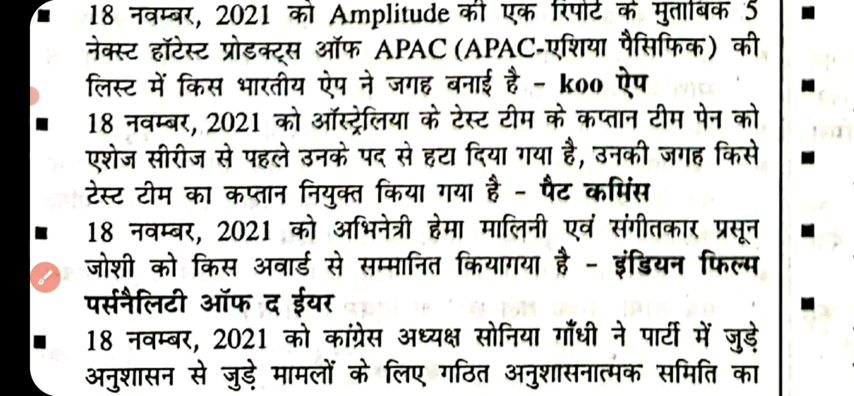 18 नवम्बर, 2021 को Amplitude की एक रिपोर्ट के मुताबिक 5
नेक्स्ट हॉटेस्ट प्रोडक्ट्स ऑफ APAC (APAC-एशिया पैसिफिक) की
लिस्ट में किस भारतीय ऐप ने जगह बनाई है - koo ऐप
18 नवम्बर, 2021 को ऑस्ट्रेलिया के टेस्ट टीम के कप्तान टीम पेन को
एशेज सीरीज से पहले उनके पद से हटा दिया गया है, उनकी जगह किसे
टेस्ट टीम का कप्तान नियुक्त किया गया है - पैट कमिंस
18 नवम्बर, 2021 को अभिनेत्री हेमा मालिनी एवं संगीतकार प्रसून
जोशी को किस अवार्ड से सम्मानित कियागया है - इंडियन फिल्म
पर्सनैलिटी ऑफ द ईयर
18 नवम्बर, 2021 को कांग्रेस अध्यक्ष सोनिया गाँधी ने पार्टी में जुड़े
अनुशासन से जुड़े मामलों के लिए गठित अनुशासनात्मक समिति का